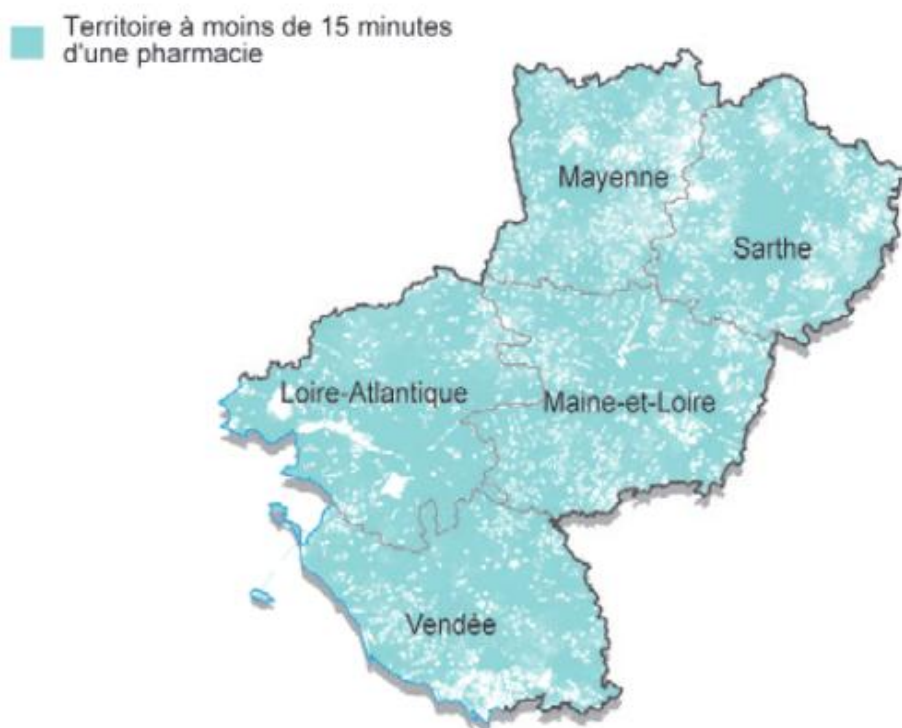 Territoire à moins de 15 minutes
d'une pharmacie
Mayenne
Sarthe
Loire-Atlantique
Maine-et-Loire
Vendée